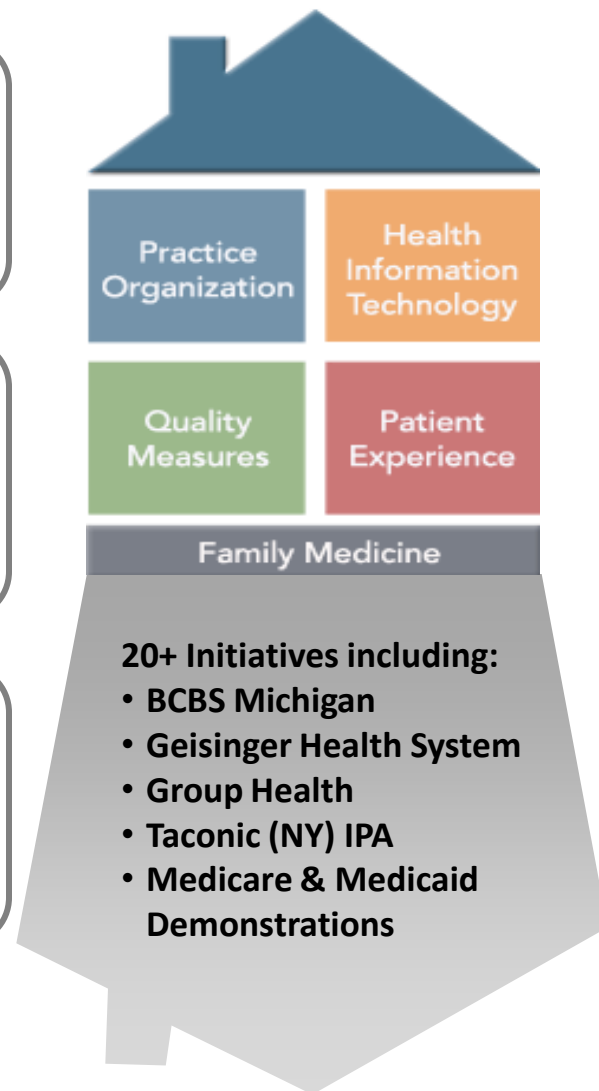 Practice
Organization
Health
Information
Technology
Quality
Measures
Patient
Experience
Family Medicine
20+ Initiatives including:
• BCBS Michigan
• Geisinger Health System
• Group Health
• Taconic (NY) IPA
• Medicare & Medicaid
Demonstrations